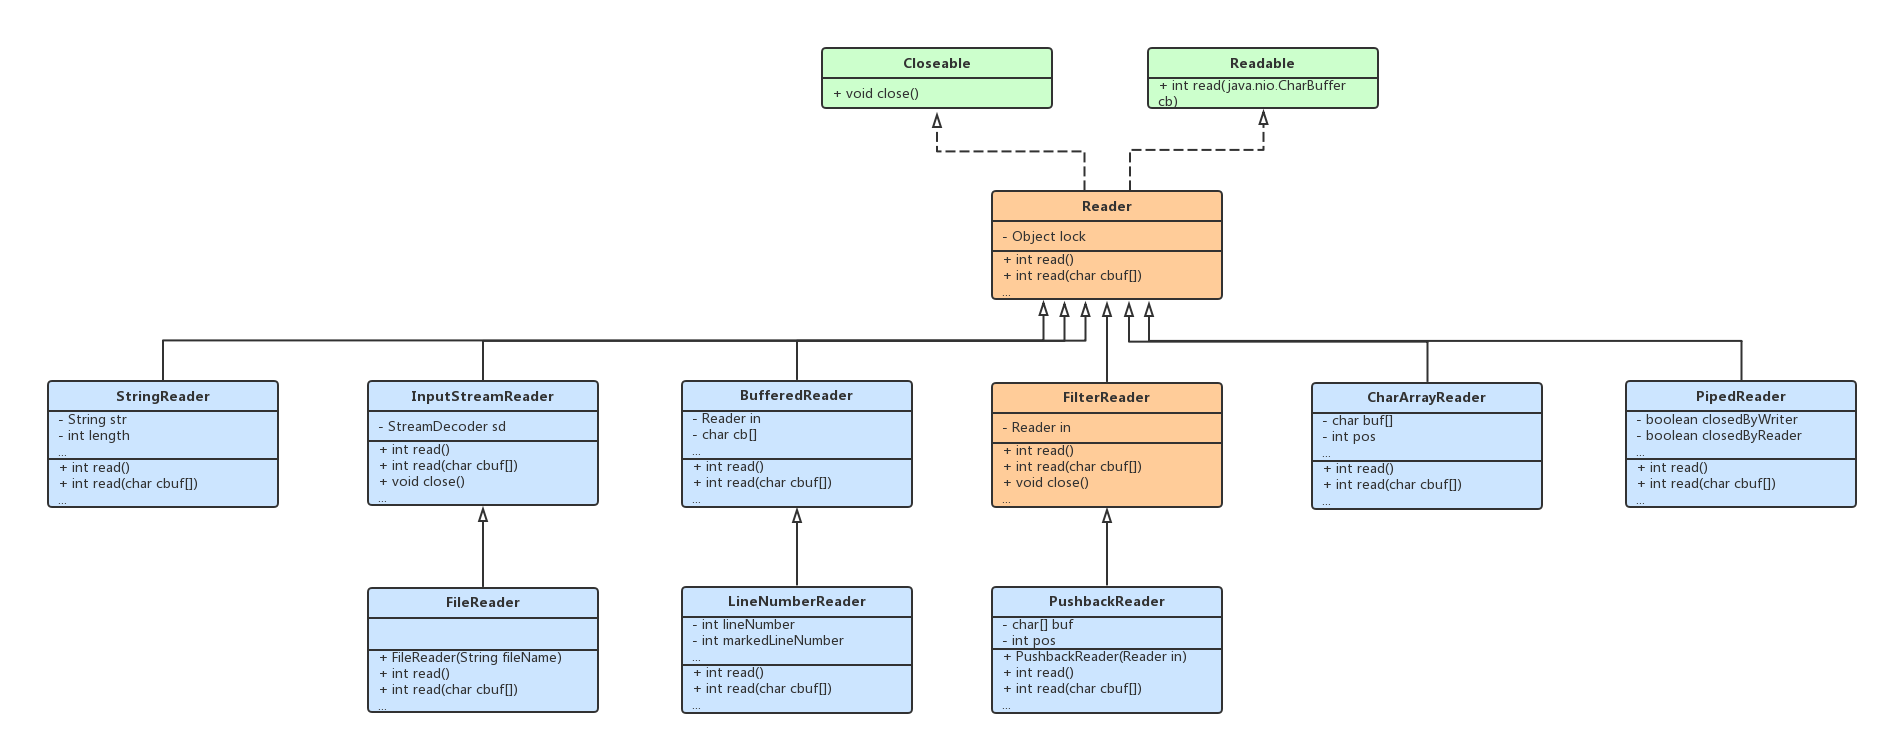 Closeable
+ void close()
Readable
+ int read(java.nio.CharBuffer
cb)
Reader
- Object lock
+ int read()
+ int read(char cbuf[])
...
StringReader
- String str
- int length
...
+ int read()
+ int read(char cbuf[])
...
InputStreamReader
- StreamDecoder sd
+ int read()
+ int read(char cbuf[])
+ void close()
...
BufferedReader
- Reader in
- char cb[]
...
+ int read()
+ int read(char cbuf[])
...
FilterReader
- Reader in
+ int read()
+ int read(char cbuf[])
+ void close()
...
CharArrayReader
- char buf[]
- int pos
...
+ int read()
+ int read(char cbuf[])
...
PipedReader
- boolean closedByWriter
- boolean closedByReader
...
+ int read()
+ int read(char cbuf[])
...
FileReader
+ FileReader(String fileName)
+ int read()
+ int read(char cbuf[])
...
LineNumberReader
- int lineNumber
- int markedLineNumber
...
+ int read()
+ int read(char cbuf[])
...
PushbackReader
- char[] buf
- int pos
+ PushbackReader(Reader in)
+ int read()
+ int read(char cbuf[])
...